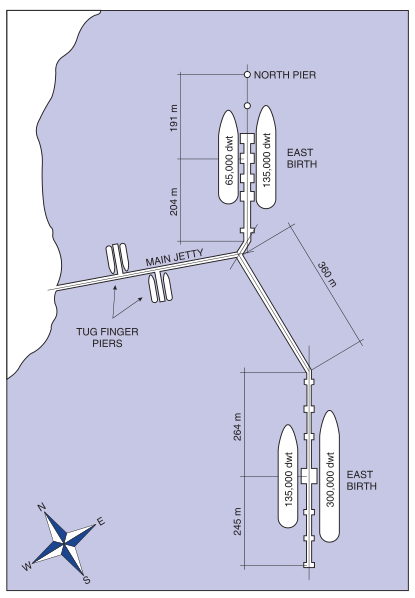 NORTH PIER
191 m
65,000 dwt
135,000 dwt
EAST
BIRTH
204 m
MAIN JETTY
360 m
TUG FINGER
PIERS
264 m
135,000 dwt
300,000 dwt
EAST
BIRTH
245 m
N
E
W
S